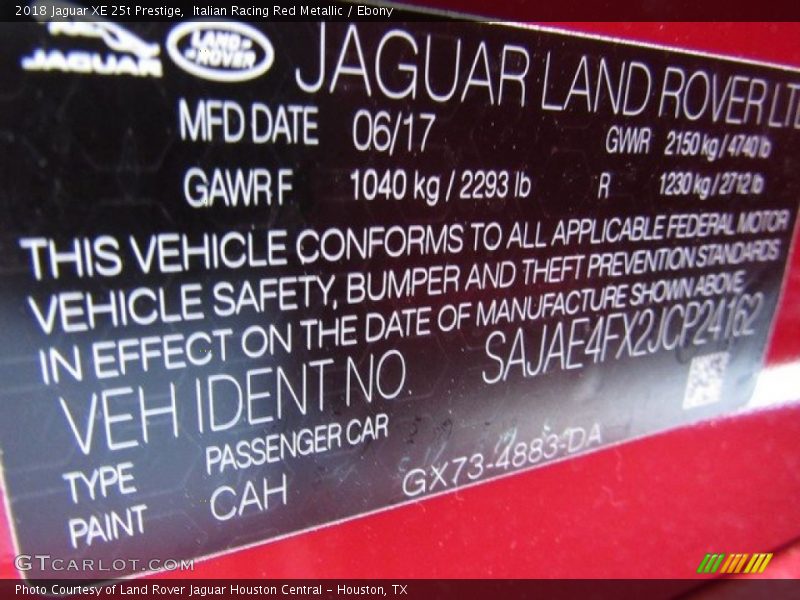 2018 Jaguar XE 25t Prestige, Italian Racing Red Metallic / Ebony
JAGUAR LAND ROVER JAGUAR LAND ROVER LTD
MFD DATE 06/17 GVWR 2150 kg / 4740 lb
GAWR F 1040 kg / 2293 lb R 1230 kg / 2712 lb
THIS VEHICLE CONFORMS TO ALL APPLICABLE FEDERAL MOTOR
VEHICLE SAFETY, BUMPER AND THEFT PREVENTION STANDARDS
IN EFFECT ON THE DATE OF MANUFACTURE SHOWN ABOVE
VEH IDENT NO. SAJAE4FX2JCP24162
TYPE PASSENGER CAR
PAINT CAH GX73-4883-DA
GTCARLOT.COM
Photo Courtesy of Land Rover Jaguar Houston Central - Houston, TX